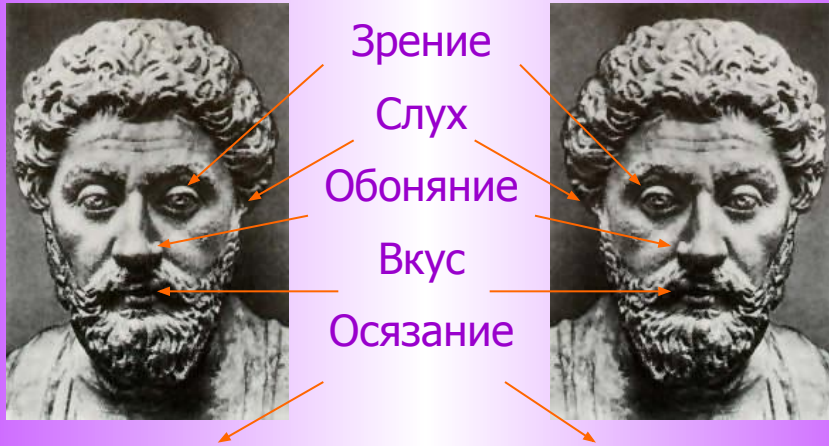 Зрение
Слух
Обоняние
Вкус
Осязание